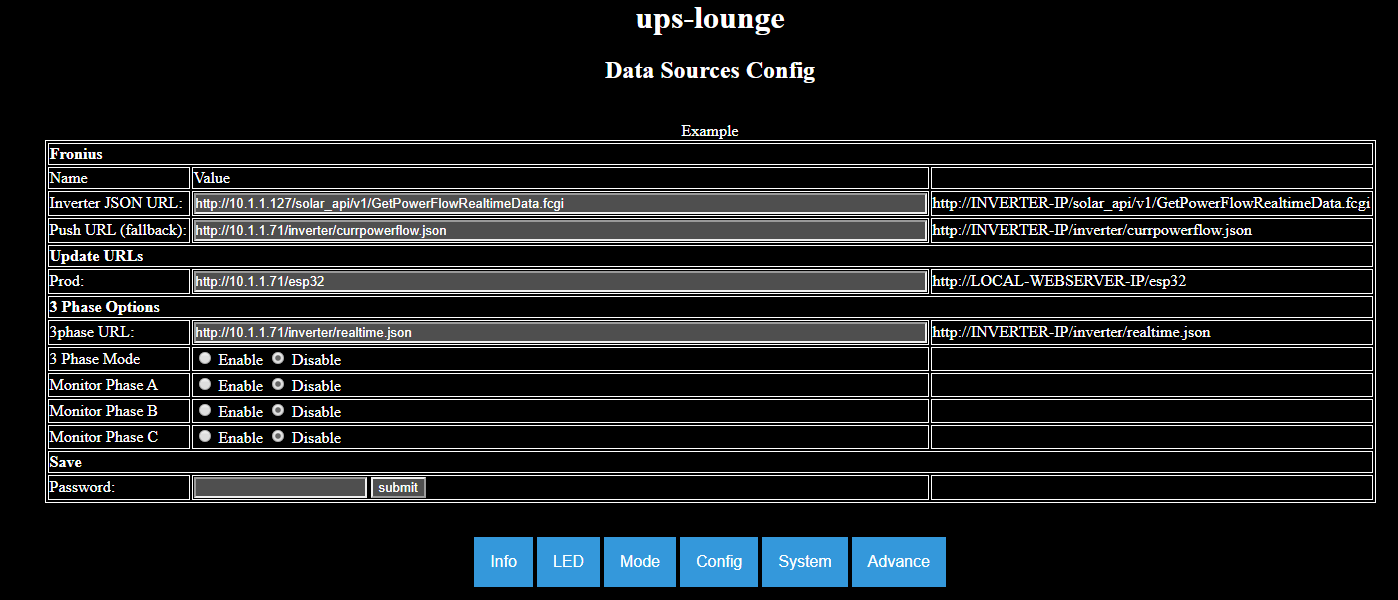 ups-lounge
Data Sources Config
Example
Fronius
Name Value
Inverter JSON URL: http://10.1.1.127/solar_api/v1/GetPowerFlowRealtimeData.fcgi http://INVERTER-IP/solar_api/v1/GetPowerFlowRealtimeData.fcgi
Push URL (fallback): http://10.1.1.71/inverter/currpowerflow.json http://INVERTER-IP/inverter/currpowerflow.json
Update URLs
Prod: http://10.1.1.71/esp32 http://LOCAL-WEBSERVER-IP/esp32
3 Phase Options
3phase URL: http://10.1.1.71/inverter/realtime.json http://INVERTER-IP/inverter/realtime.json
3 Phase Mode Enable Disable
Monitor Phase A Enable Disable
Monitor Phase B Enable Disable
Monitor Phase C Enable Disable
Save
Password: submit
Info LED Mode Config System Advance